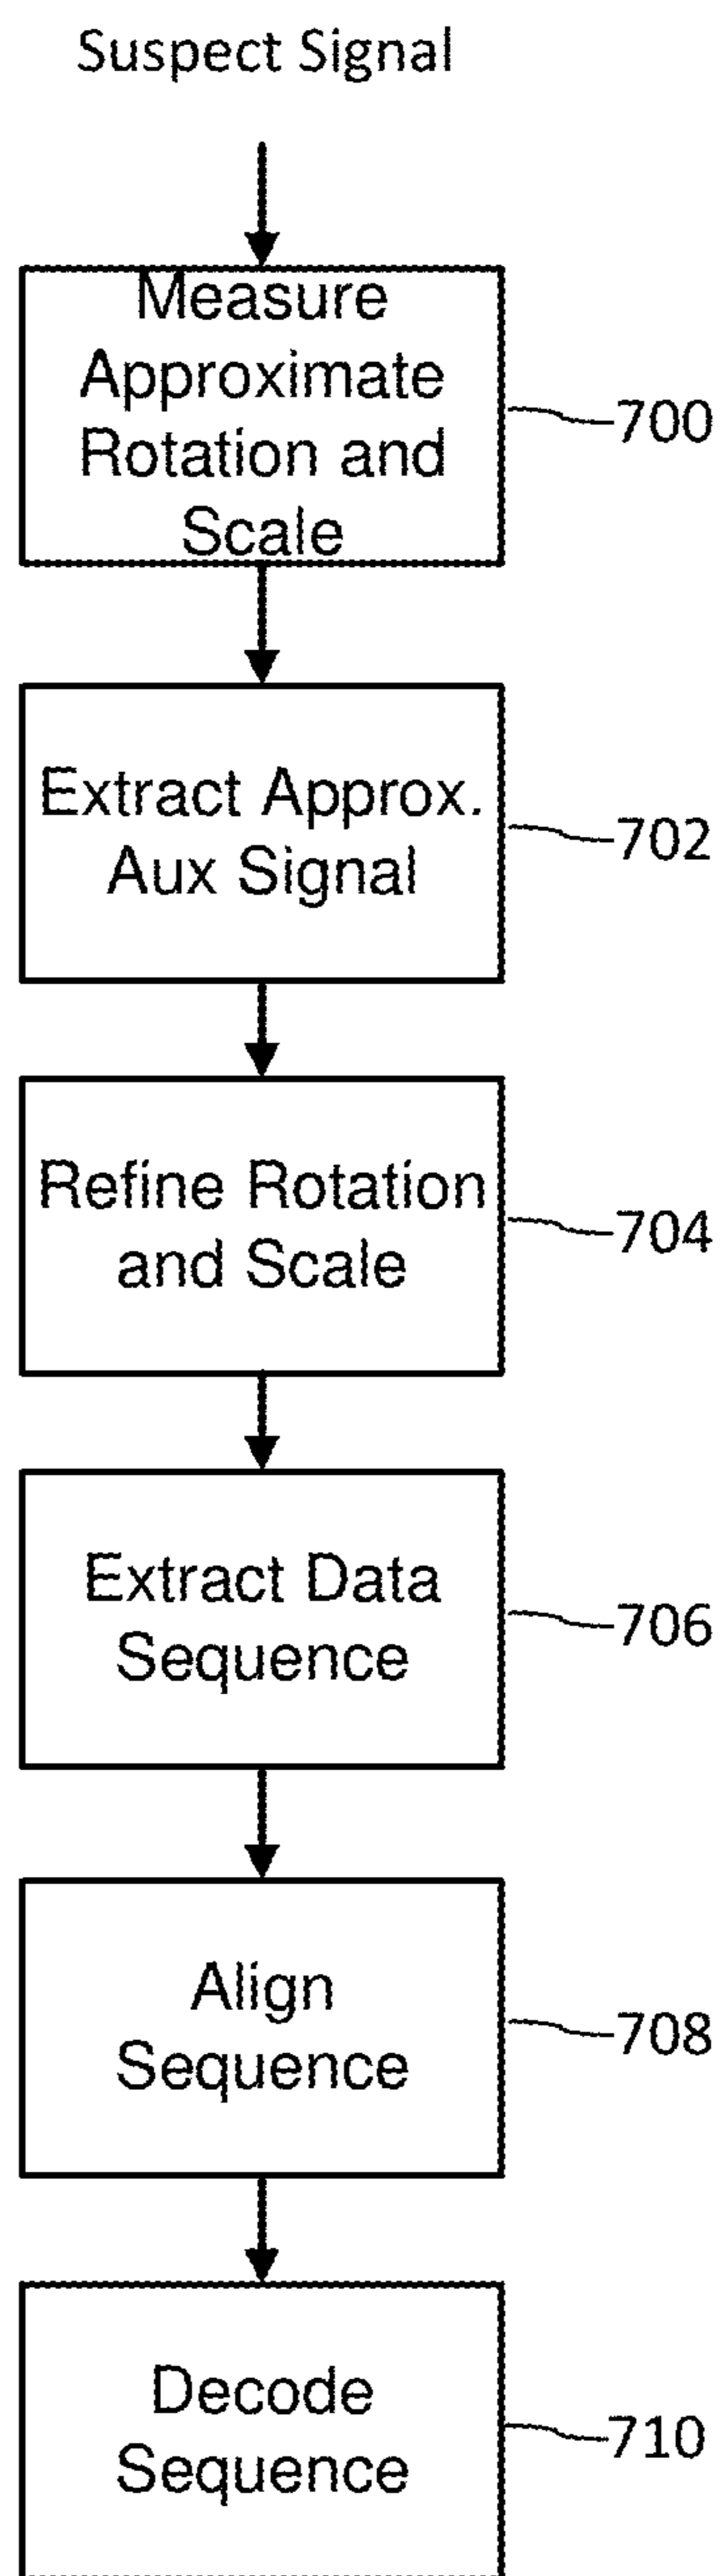 Suspect Signal
Measure
Approximate
Rotation and
Scale
700
Extract Approx.
Aux Signal
702
Refine Rotation
and Scale
704
Extract Data
Sequence
706
Align
Sequence
708
Decode
Sequence
710